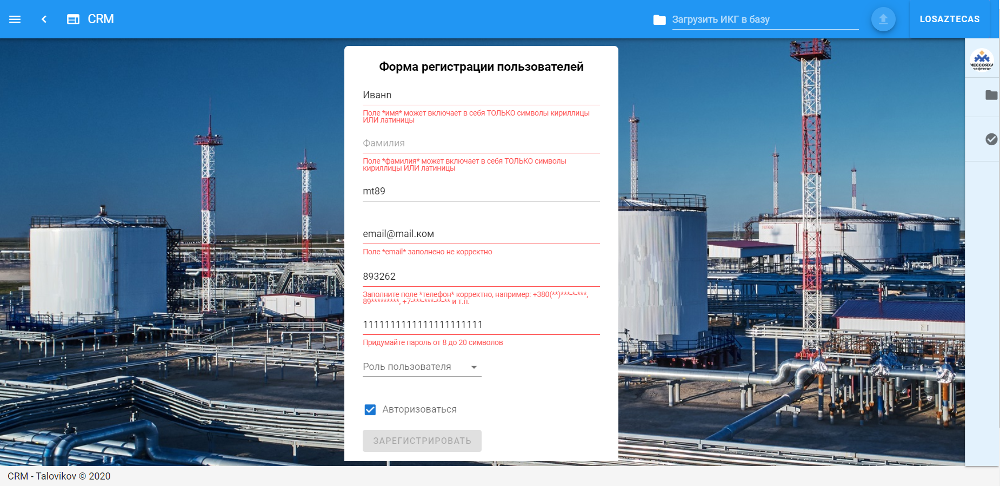 CRM
Загрузить ИКГ в базу
LOSAZTECAS
МЕССОЯХА
нефтегаз
Форма регистрации пользователей
Иванn
Поле *имя* может включает в себя ТОЛЬКО символы кириллицы
ИЛИ латиницы
Фамилия
Поле *фамилия* может включает в себя ТОЛЬКО символы
кириллицы ИЛИ латиницы
mt89
email@mail.ком
Поле *email* заполнено не корректно
893262
Заполните поле *телефон* корректно, например: +380(**)***-*-***,
89*********, +7-***-***-**-** и т.п.
1111111111111111111111
Придумайте пароль от 8 до 20 символов
Роль пользователя
Авторизоваться
ЗАРЕГИСТРИРОВАТЬ
CRM - Talovikov © 2020